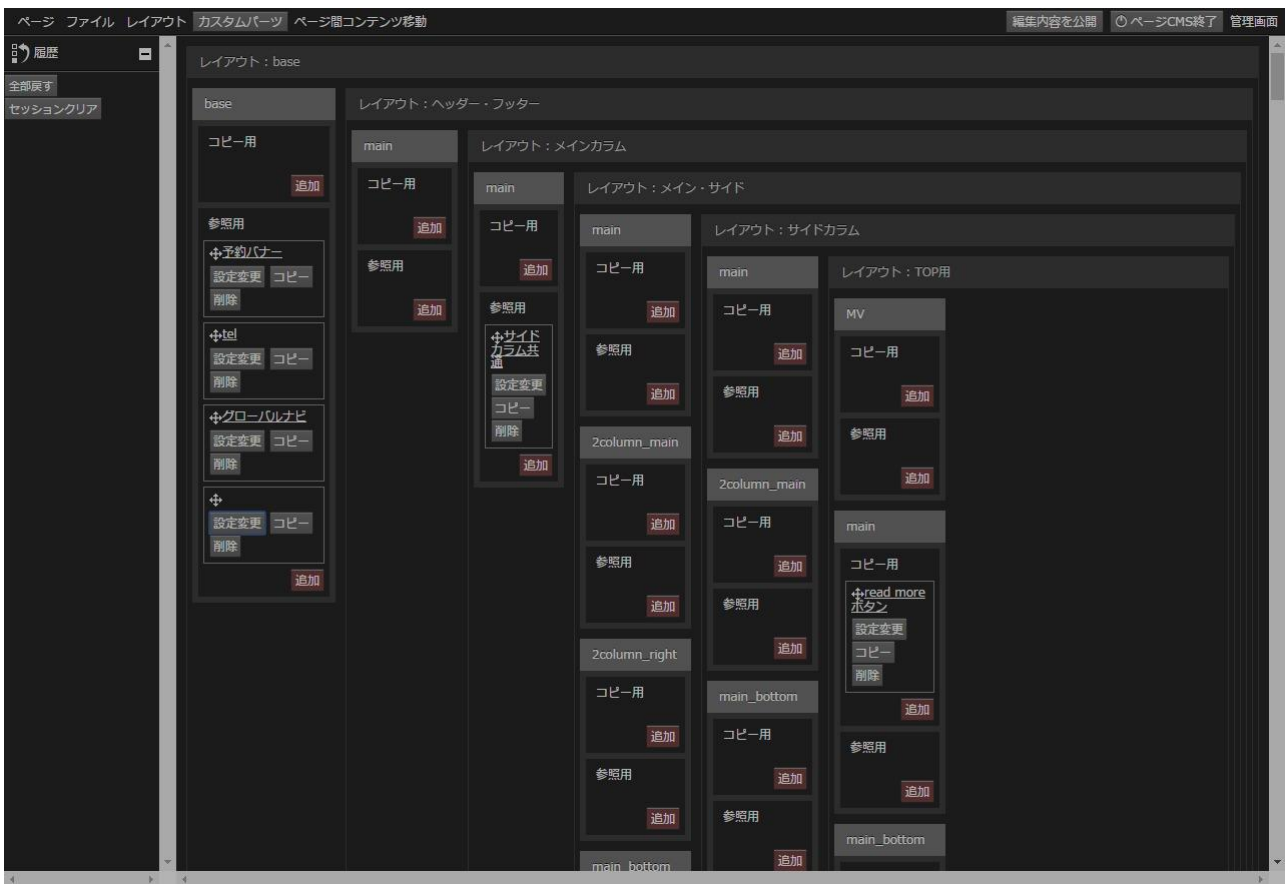 ページ ファイル レイアウト カスタムパーツ ページ間コンテンツ移動 編集内容を公開 ページCMS終了 管理画面
履歴
全部戻す
セッションクリア
レイアウト：base
base
コピー用
追加
参照用
予約バナー
設定変更 コピー
削除
tel
設定変更 コピー
削除
グローバルナビ
設定変更 コピー
削除
設定変更 コピー
削除
追加
レイアウト：ヘッダー・フッター
main
コピー用
追加
参照用
追加
レイアウト：メインカラム
main
コピー用
追加
参照用
サイド
カラム共
通
設定変更
コピー
削除
追加
レイアウト：メイン・サイド
main
コピー用
追加
参照用
追加
2column_main
コピー用
追加
参照用
追加
2column_right
コピー用
追加
参照用
追加
main_bottom
レイアウト：サイドカラム
main
コピー用
追加
参照用
追加
2column_main
コピー用
追加
参照用
追加
main_bottom
コピー用
追加
参照用
追加
レイアウト：TOP用
MV
コピー用
追加
参照用
追加
main
コピー用
read more
ボタン
設定変更
コピー
削除
追加
参照用
追加
main_bottom